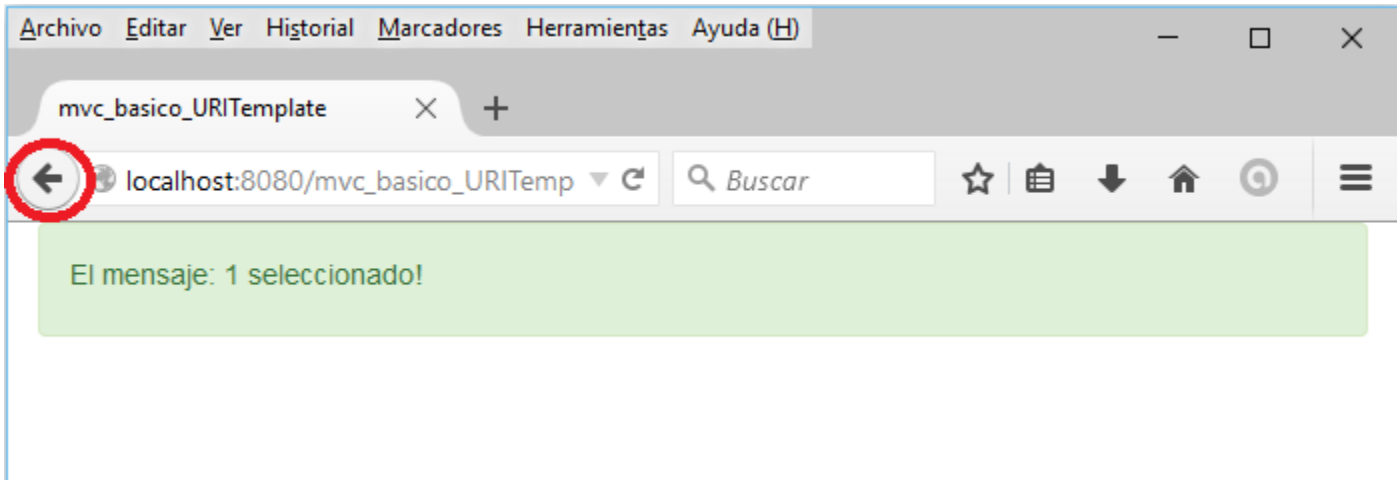 Archivo Editar Ver Historial Marcadores Herramientas Ayuda (H)
mvc_basico_URITemplate
localhost:8080/mvc_basico_URITemp
Buscar
El mensaje: 1 seleccionado!